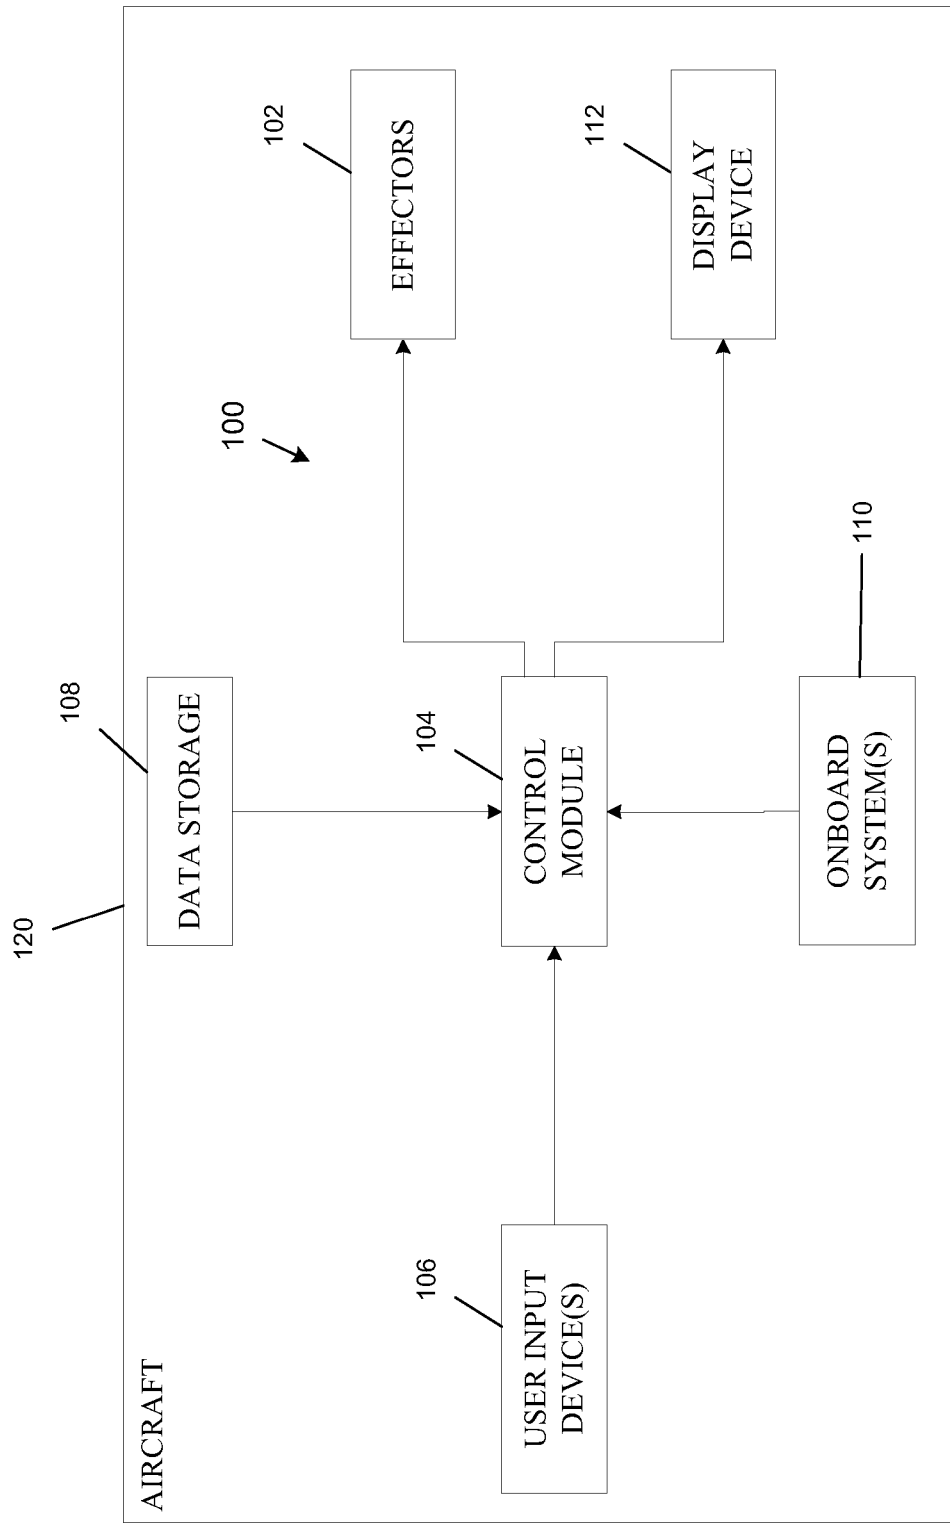 AIRCRAFT
120
108
DATA STORAGE
102
EFFECTORS
100
106
USER INPUT
DEVICE(S)
104
CONTROL
MODULE
112
DISPLAY
DEVICE
110
ONBOARD
SYSTEM(S)